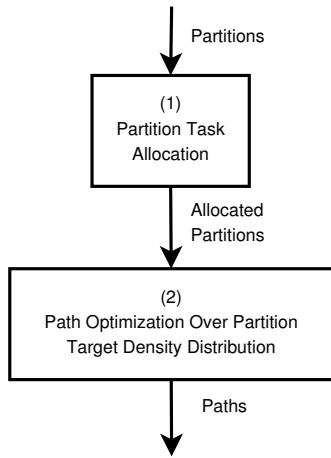 Partitions
(1)
Partition Task
Allocation
Allocated
Partitions
(2)
Path Optimization Over Partition
Target Density Distribution
Paths